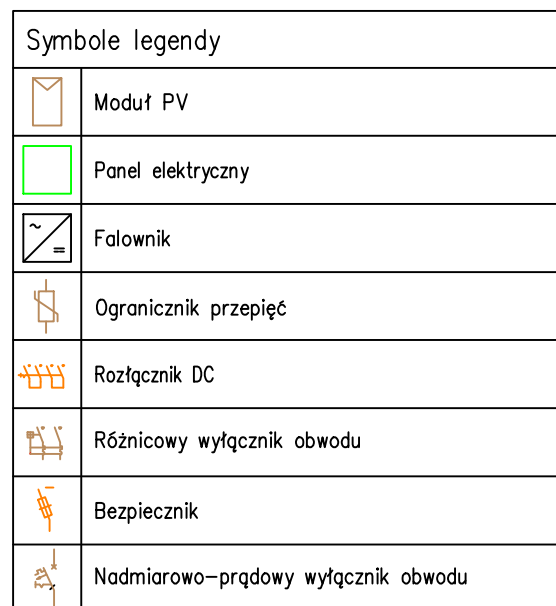 Symbole legendy
Moduł PV
Panel elektryczny
Falownik
Ogranicznik przepięć
Rozłącznik DC
Różnicowy wyłącznik obwodu
Bezpiecznik
Nadmiarowo-prądowy wyłącznik obwodu